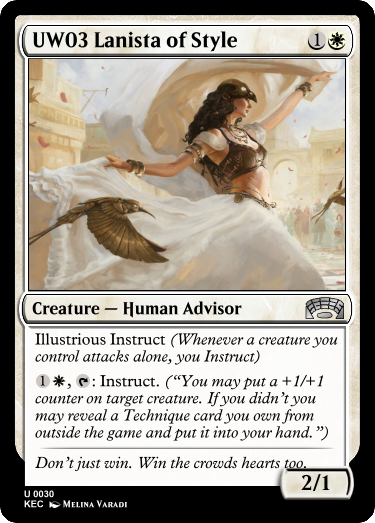 UW03 Lanista of Style 1
Creature — Human Advisor
Illustrious Instruct (Whenever a creature you
control attacks alone, you Instruct)
1 , : Instruct. (“You may put a +1/+1
counter on target creature. If you didn’t you
may reveal a Technique card you own from
outside the game and put it into your hand.”)
Don’t just win. Win the crowds hearts too.
2/1
U 0030
KEC Melina Varadi